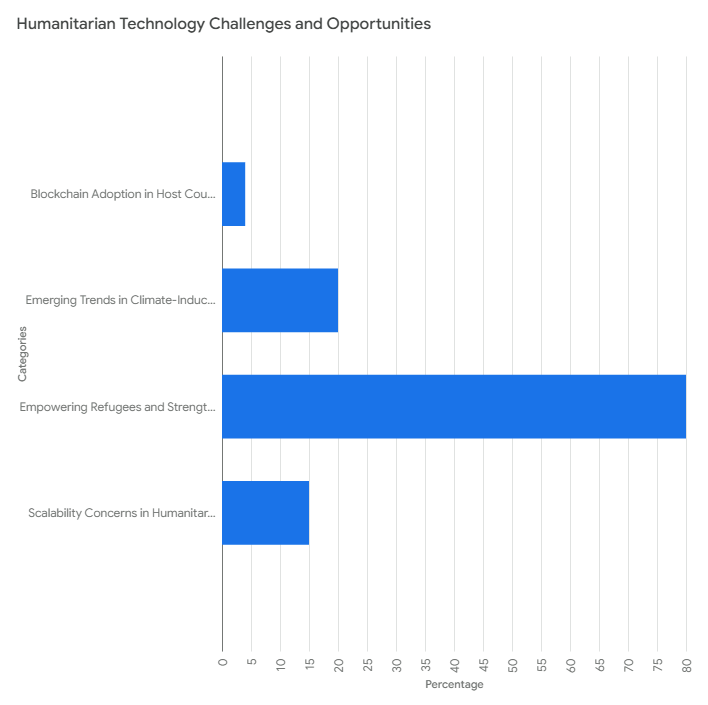 Humanitarian Technology Challenges and Opportunities
Blockchain Adoption in Host Cou...
Emerging Trends in Climate-Induc...
Categories
Empowering Refugees and Strengt...
Scalability Concerns in Humanitar...
0 5 10 15 20 25 30 35 40 45 50 55 60 65 70 75 80
Percentage